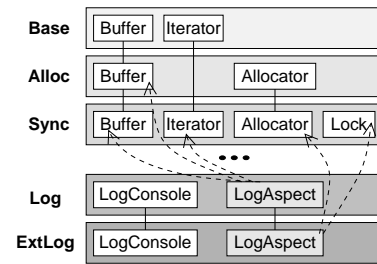 Base Buffer Iterator
Alloc Buffer Allocator
Sync Buffer Iterator Allocator Lock
...
Log LogConsole LogAspect
ExtLog LogConsole LogAspect